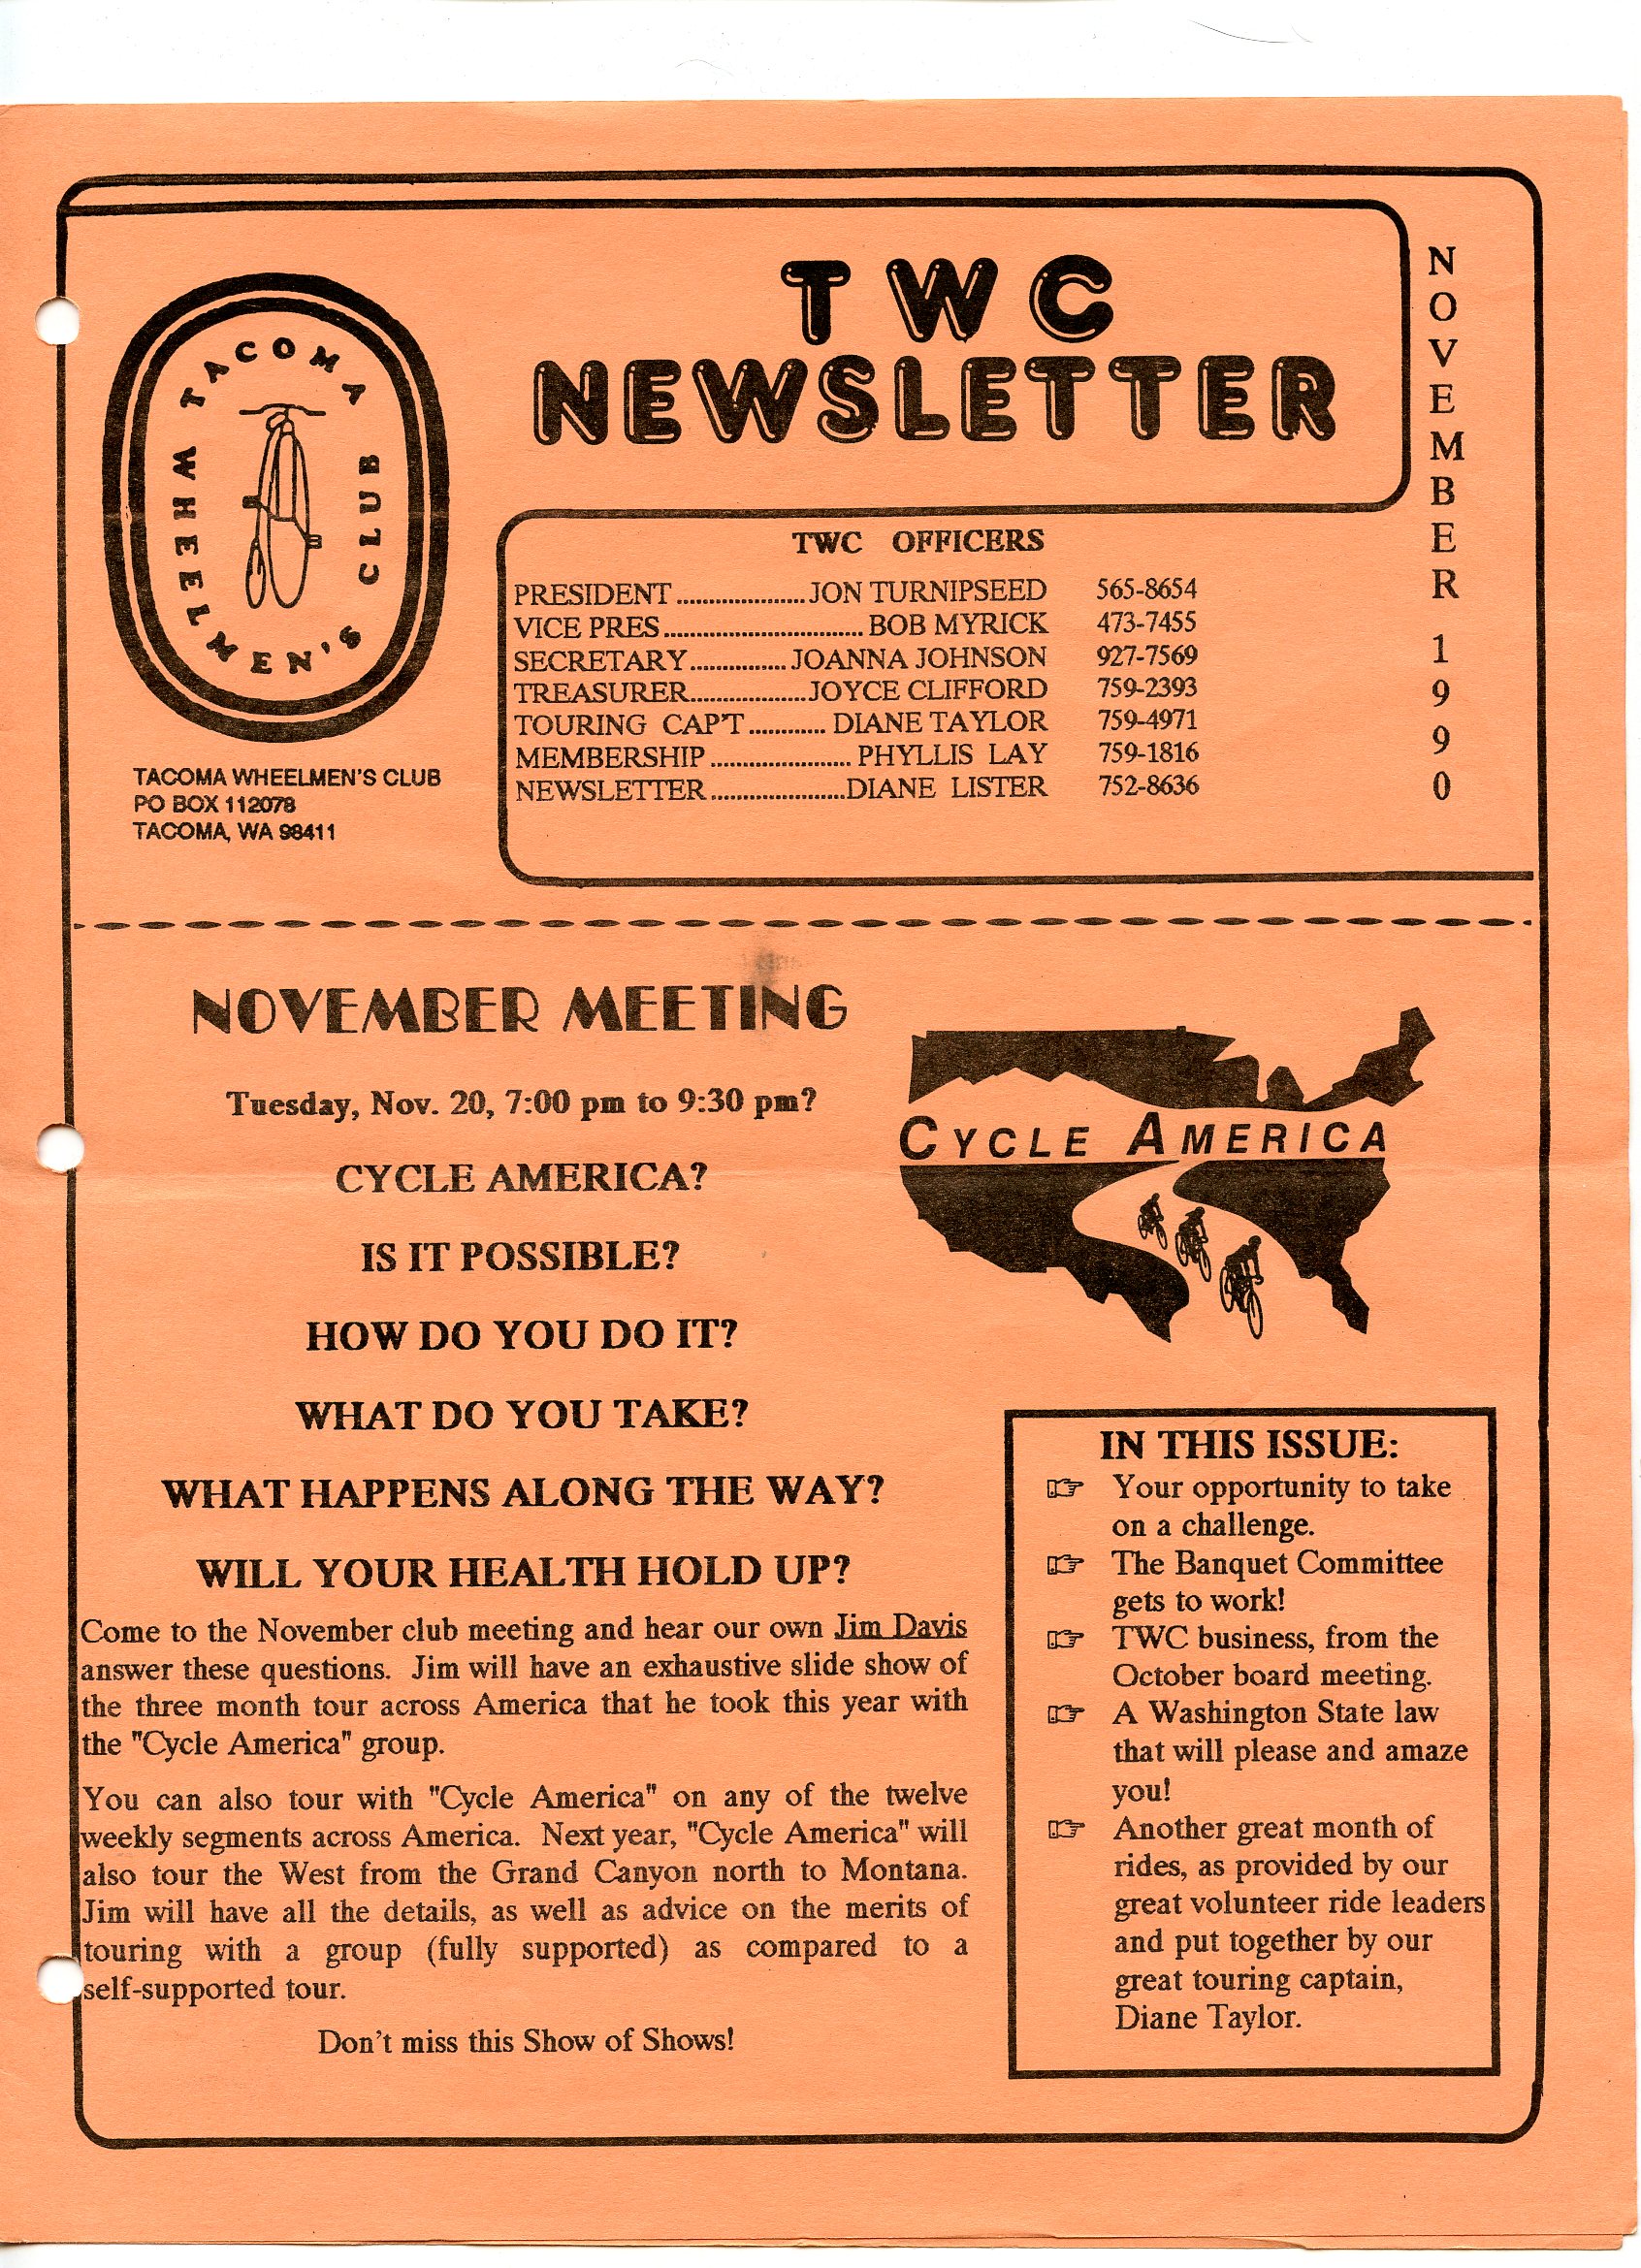 TWC
NEWSLETTER
NOVEMBER 1990
TACOMA WHEELMEN'S CLUB
TACOMA WHEELMEN'S CLUB
PO BOX 112078
TACOMA, WA 98411
TWC OFFICERS
PRESIDENT....................JON TURNIPSEED 565-8654
VICE PRES............................... BOB MYRICK 473-7455
SECRETARY...............JOANNA JOHNSON 927-7569
TREASURER..................JOYCE CLIFFORD 759-2393
TOURING CAP'T............ DIANE TAYLOR 759-4971
MEMBERSHIP...................... PHYLLIS LAY 759-1816
NEWSLETTER.....................DIANE LISTER 752-8636
NOVEMBER MEETING
Tuesday, Nov. 20, 7:00 pm to 9:30 pm?
CYCLE AMERICA?
IS IT POSSIBLE?
HOW DO YOU DO IT?
WHAT DO YOU TAKE?
WHAT HAPPENS ALONG THE WAY?
WILL YOUR HEALTH HOLD UP?
Come to the November club meeting and hear our own Jim Davis
answer these questions. Jim will have an exhaustive slide show of
the three month tour across America that he took this year with
the "Cycle America" group.
You can also tour with "Cycle America" on any of the twelve
weekly segments across America. Next year, "Cycle America" will
also tour the West from the Grand Canyon north to Montana.
Jim will have all the details, as well as advice on the merits of
touring with a group (fully supported) as compared to a
self-supported tour.
Don't miss this Show of Shows!
CYCLE AMERICA
IN THIS ISSUE:
☞ Your opportunity to take
on a challenge.
☞ The Banquet Committee
gets to work!
☞ TWC business, from the
October board meeting.
☞ A Washington State law
that will please and amaze
you!
☞ Another great month of
rides, as provided by our
great volunteer ride leaders
and put together by our
great touring captain,
Diane Taylor.